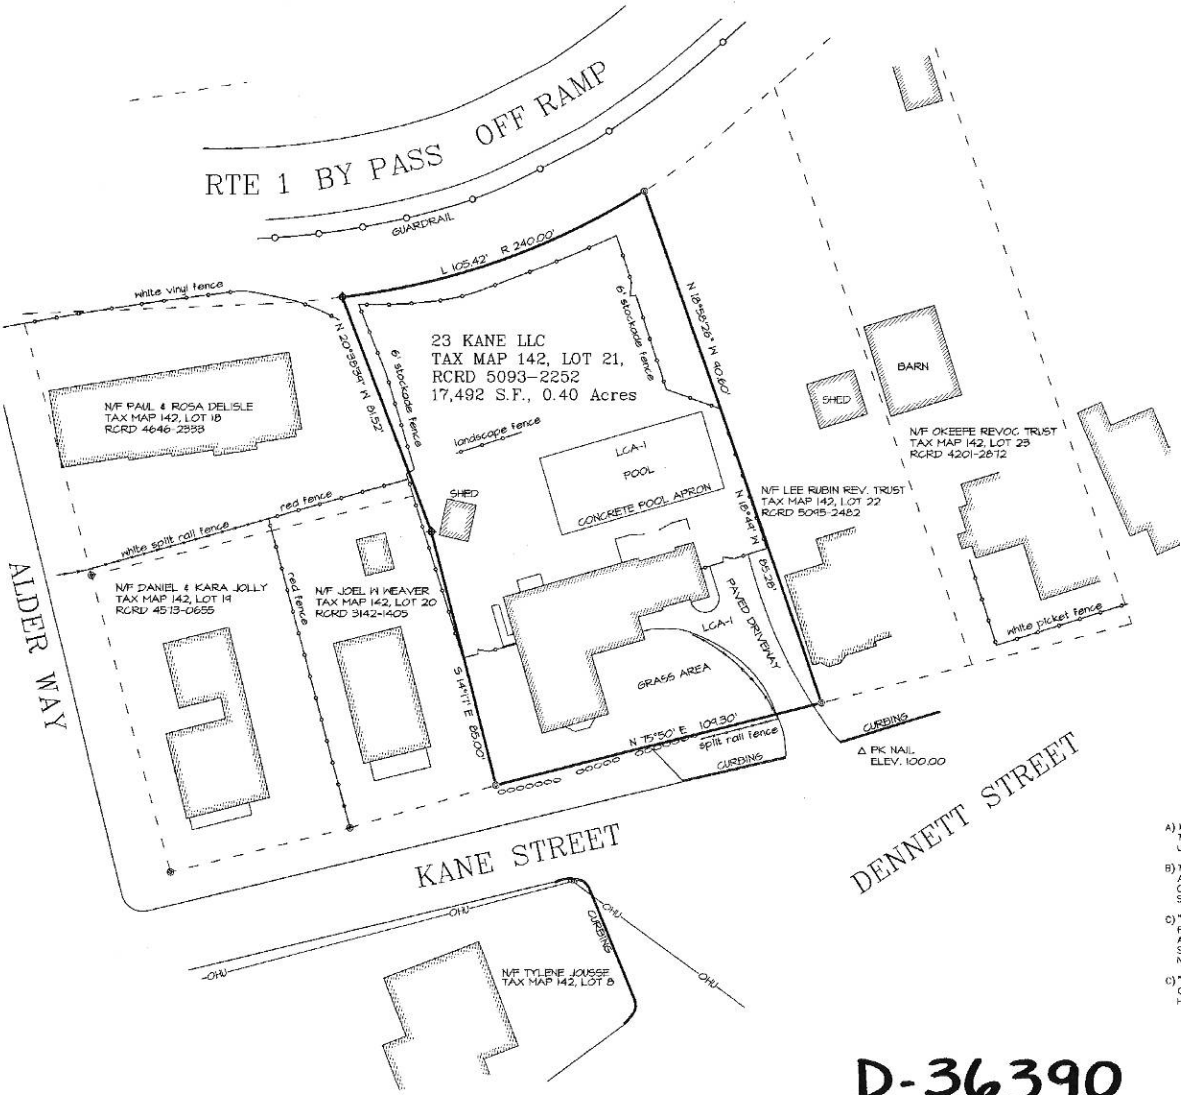 RTE 1 BY PASS OFF RAMP
GUARDRAIL
L 105.42' R 240.00'
white vinyl fence
N 20°38'39" W 81.52'
6' stockade fence
23 KANE LLC
TAX MAP 142, LOT 21,
RCRD 5093-2252
17,492 S.F., 0.40 Acres
6' stockade fence
N 18°58'26" W 90.60'
BARN
SHED
N/F PAUL & ROSA DELISLE
TAX MAP 142, LOT 18
RCRD 4646-2333
landscape fence
LCA-1
POOL
CONCRETE POOL APRON
N/F OKEEFE REVOC TRUST
TAX MAP 142, LOT 23
RCRD 4201-2872
N/F LEE RUBIN REV. TRUST
TAX MAP 142, LOT 22
RCRD 5095-2482
N 18°49' W 85.28'
SHED
red fence
white split rail fence
ALDER WAY
N/F DANIEL & KARA JOLLY
TAX MAP 142, LOT 19
RCRD 4513-0655
red fence
N/F JOEL W WEAVER
TAX MAP 142, LOT 20
RCRD 3142-1405
PAVED DRIVEWAY
LCA-1
GRASS AREA
white picket fence
S 14°17' E 85.00'
N 75°50' E 109.30'
split rail fence
CURBING
CURBING
△ PK NAIL
ELEV. 100.00
KANE STREET
DENNETT STREET
OHU
OHU
CURBING
OHU
OHU
N/F TYLENE JOUSSE
TAX MAP 142, LOT 8
A)
B)
C)
C)
D-36390